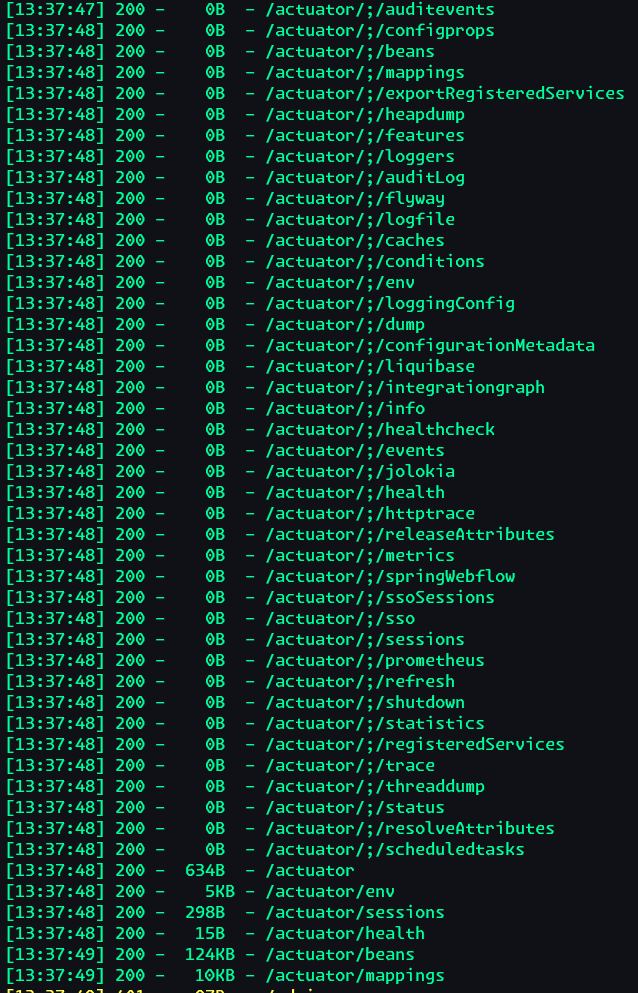 [13:37:47] 200 -    0B  - /actuator/;/auditevents
[13:37:48] 200 -    0B  - /actuator/;/configprops
[13:37:48] 200 -    0B  - /actuator/;/beans
[13:37:48] 200 -    0B  - /actuator/;/mappings
[13:37:48] 200 -    0B  - /actuator/;/exportRegisteredServices
[13:37:48] 200 -    0B  - /actuator/;/heapdump
[13:37:48] 200 -    0B  - /actuator/;/features
[13:37:48] 200 -    0B  - /actuator/;/loggers
[13:37:48] 200 -    0B  - /actuator/;/auditLog
[13:37:48] 200 -    0B  - /actuator/;/flyway
[13:37:48] 200 -    0B  - /actuator/;/logfile
[13:37:48] 200 -    0B  - /actuator/;/caches
[13:37:48] 200 -    0B  - /actuator/;/conditions
[13:37:48] 200 -    0B  - /actuator/;/env
[13:37:48] 200 -    0B  - /actuator/;/loggingConfig
[13:37:48] 200 -    0B  - /actuator/;/dump
[13:37:48] 200 -    0B  - /actuator/;/configurationMetadata
[13:37:48] 200 -    0B  - /actuator/;/liquibase
[13:37:48] 200 -    0B  - /actuator/;/integrationgraph
[13:37:48] 200 -    0B  - /actuator/;/info
[13:37:48] 200 -    0B  - /actuator/;/healthcheck
[13:37:48] 200 -    0B  - /actuator/;/events
[13:37:48] 200 -    0B  - /actuator/;/jolokia
[13:37:48] 200 -    0B  - /actuator/;/health
[13:37:48] 200 -    0B  - /actuator/;/httptrace
[13:37:48] 200 -    0B  - /actuator/;/releaseAttributes
[13:37:48] 200 -    0B  - /actuator/;/metrics
[13:37:48] 200 -    0B  - /actuator/;/springWebflow
[13:37:48] 200 -    0B  - /actuator/;/ssoSessions
[13:37:48] 200 -    0B  - /actuator/;/sso
[13:37:48] 200 -    0B  - /actuator/;/sessions
[13:37:48] 200 -    0B  - /actuator/;/prometheus
[13:37:48] 200 -    0B  - /actuator/;/refresh
[13:37:48] 200 -    0B  - /actuator/;/shutdown
[13:37:48] 200 -    0B  - /actuator/;/statistics
[13:37:48] 200 -    0B  - /actuator/;/registeredServices
[13:37:48] 200 -    0B  - /actuator/;/trace
[13:37:48] 200 -    0B  - /actuator/;/threaddump
[13:37:48] 200 -    0B  - /actuator/;/status
[13:37:48] 200 -    0B  - /actuator/;/resolveAttributes
[13:37:48] 200 -    0B  - /actuator/;/scheduledtasks
[13:37:48] 200 -  634B  - /actuator
[13:37:48] 200 -    5KB - /actuator/env
[13:37:48] 200 -  298B  - /actuator/sessions
[13:37:48] 200 -   15B  - /actuator/health
[13:37:49] 200 -  124KB - /actuator/beans
[13:37:49] 200 -   10KB - /actuator/mappings